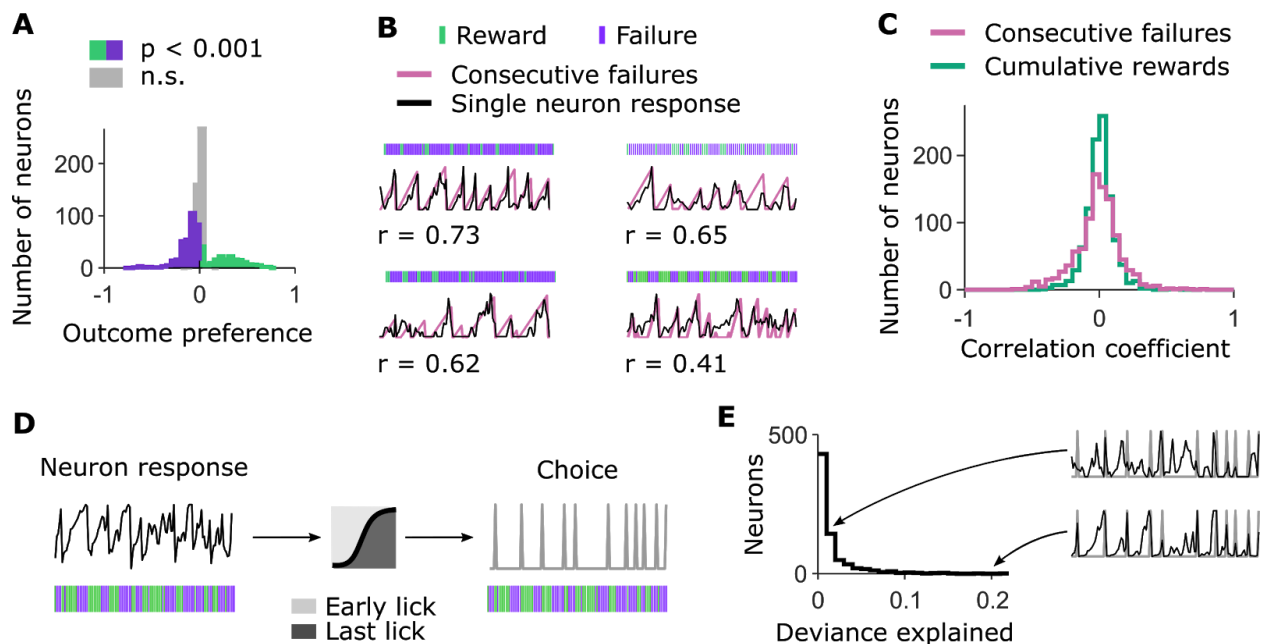 A
p < 0.001
n.s.
Number of neurons
200
100
0
-1
0
1
Outcome preference
B
Reward
Failure
Consecutive failures
Single neuron response
r = 0.73
r = 0.65
r = 0.62
r = 0.41
C
Consecutive failures
Cumulative rewards
Number of neurons
200
100
0
-1
0
1
Correlation coefficient
D
Neuron response
Choice
Early lick
Last lick
E
Neurons
500
0
0
0.1
0.2
Deviance explained